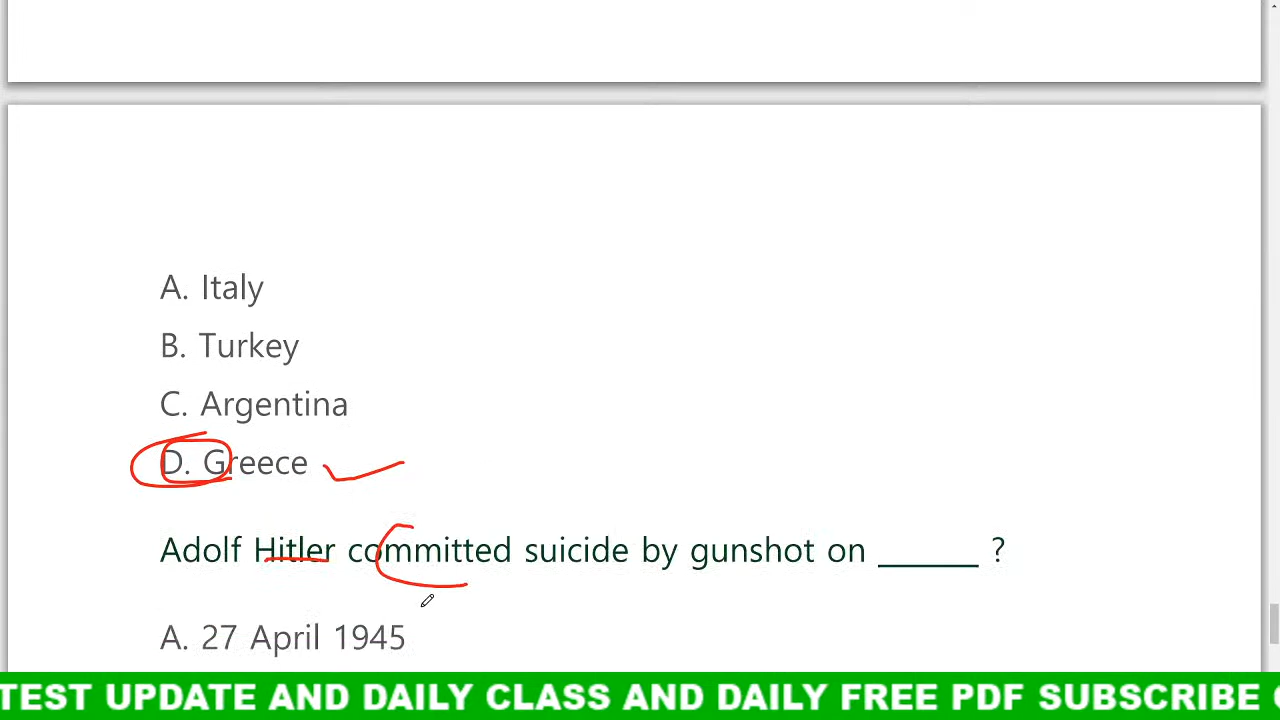 A. Italy
B. Turkey
C. Argentina
D. Greece
Adolf Hitler committed suicide by gunshot on ______ ?
A. 27 April 1945
TEST UPDATE AND DAILY CLASS AND DAILY FREE PDF SUBSCRIBE